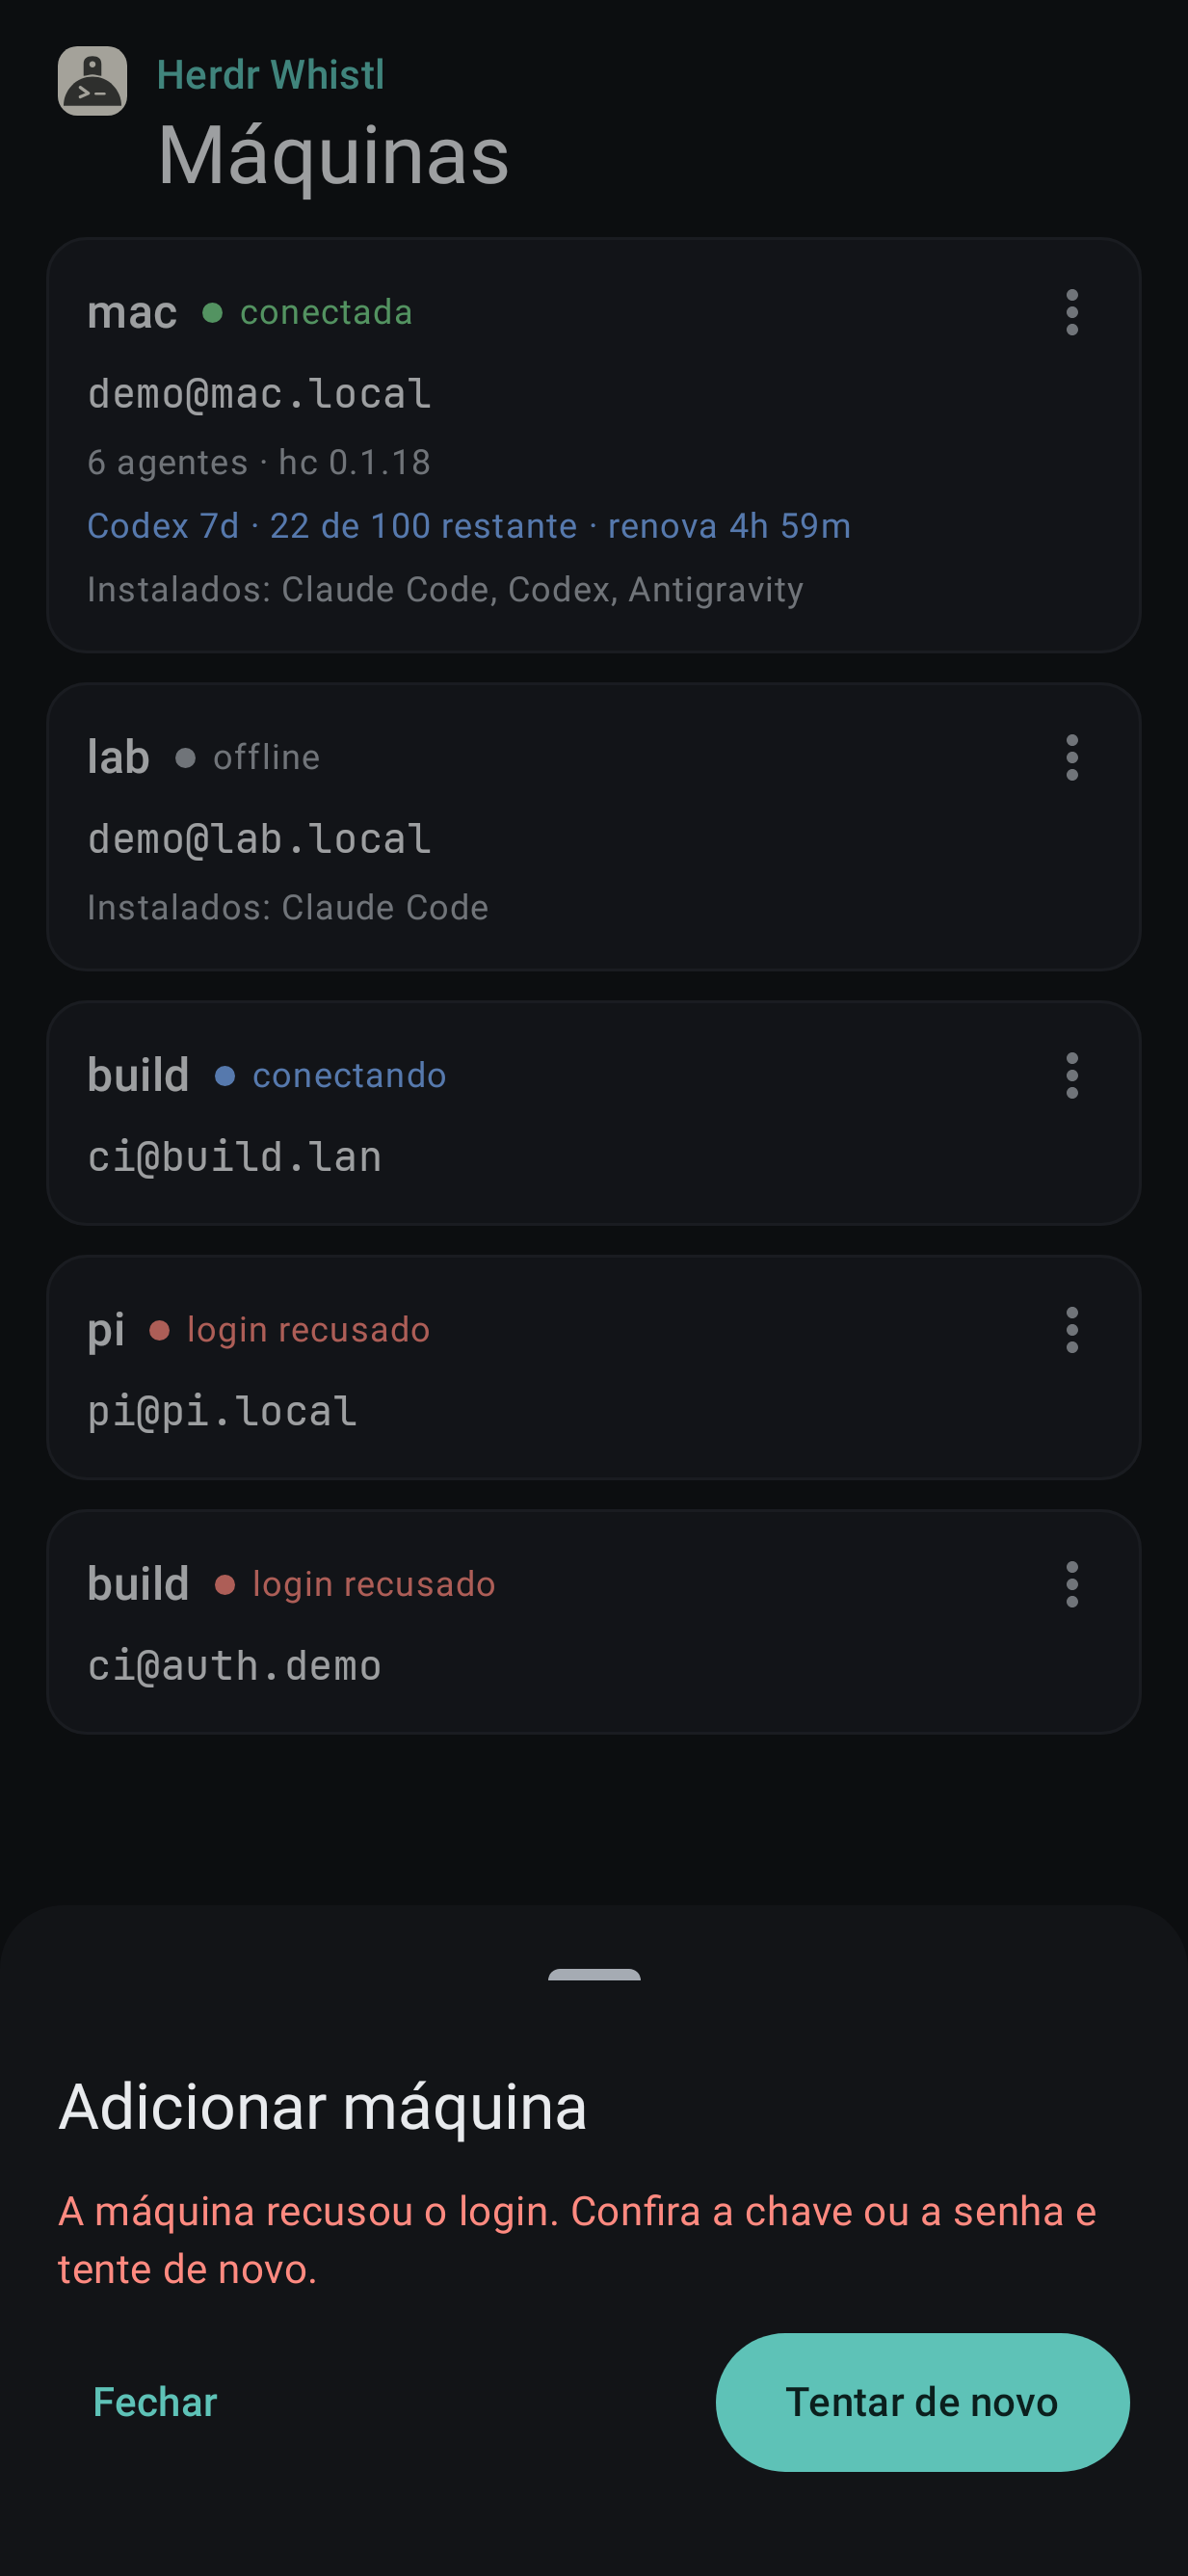 Herdr Whistl
Máquinas
mac ● conectada
demo@mac.local
6 agentes · hc 0.1.18
Codex 7d · 22 de 100 restante · renova 4h 59m
Instalados: Claude Code, Codex, Antigravity
lab ● offline
demo@lab.local
Instalados: Claude Code
build ● conectando
ci@build.lan
pi ● login recusado
pi@pi.local
build ● login recusado
ci@auth.demo
Adicionar máquina
A máquina recusou o login. Confira a chave ou a senha e
tente de novo.
Fechar
Tentar de novo